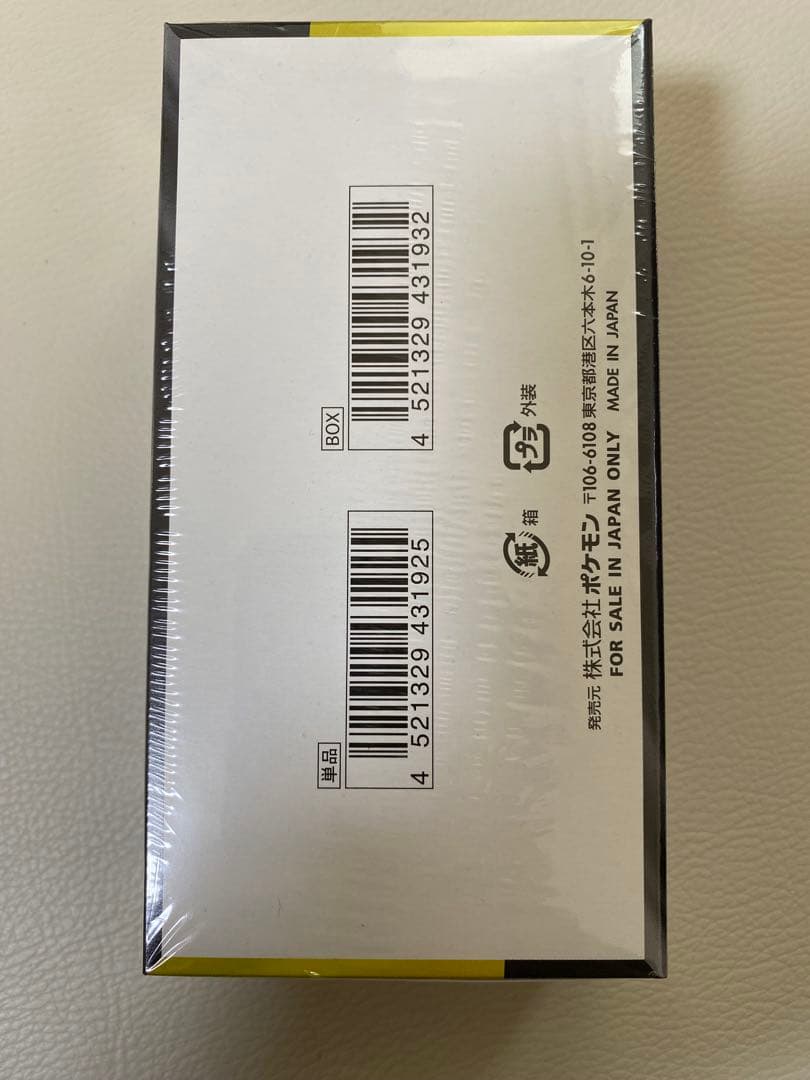 単品
4 521329 431925
BOX
4 521329 431932
紙 箱
プラ 外装
発売元 株式会社 ポケモン 〒106-6108 東京都港区六本木6-10-1
FOR SALE IN JAPAN ONLY MADE IN JAPAN